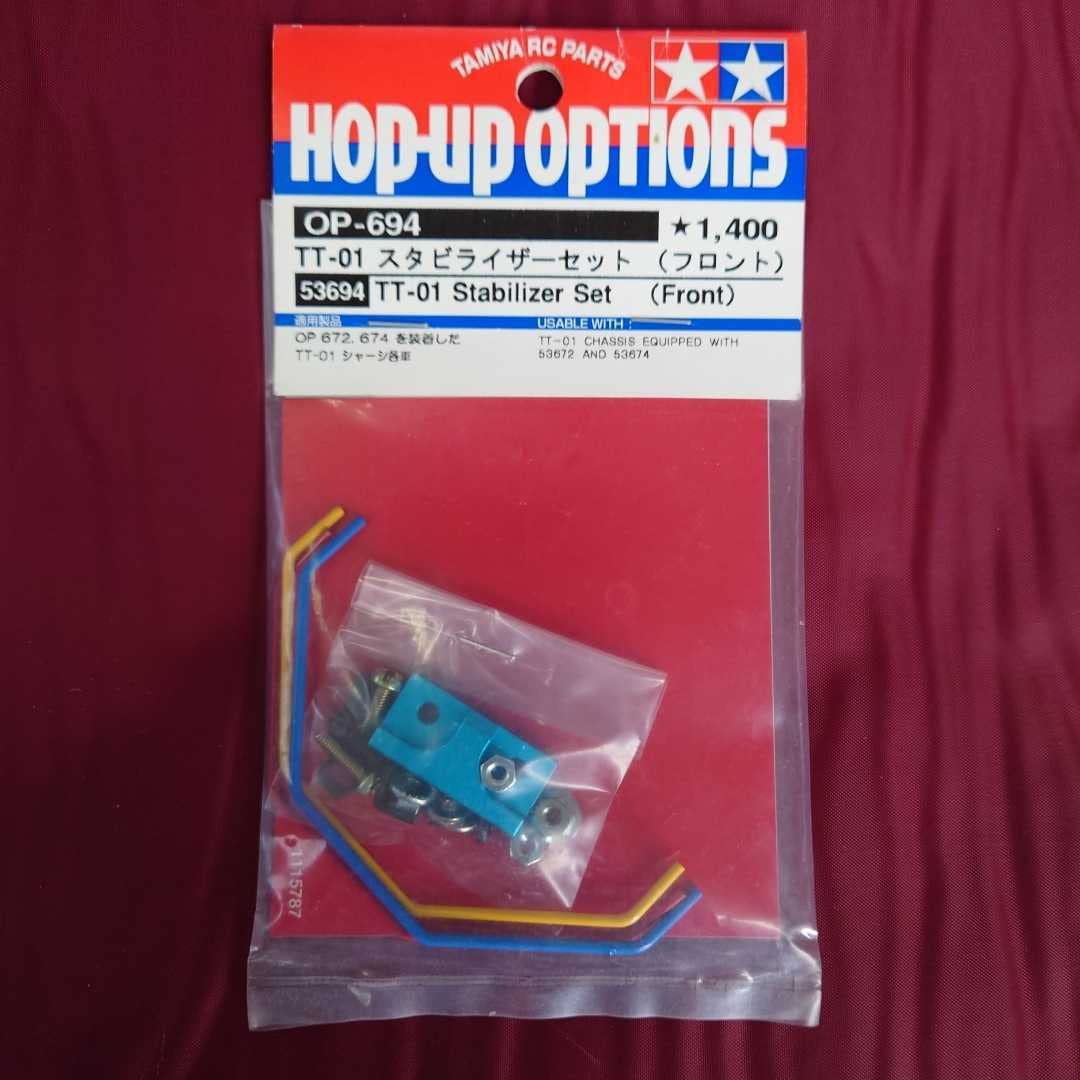 TAMIYA RC PARTS
HOP-UP OPTIONS
OP-694 ★1,400
TT-01 スタビライザーセット （フロント）
53694 TT-01 Stabilizer Set （Front）
適用製品
OP 672, 674 を装着した
TT-01 シャーシ各車
USABLE WITH :
TT-01 CHASSIS EQUIPPED WITH
53672 AND 53674
1115787